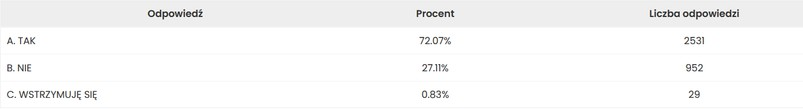 Odpowiedź Procent Liczba odpowiedzi
A. TAK 72.07% 2531
B. NIE 27.11% 952
C. WSTRZYMUJĘ SIĘ 0.83% 29